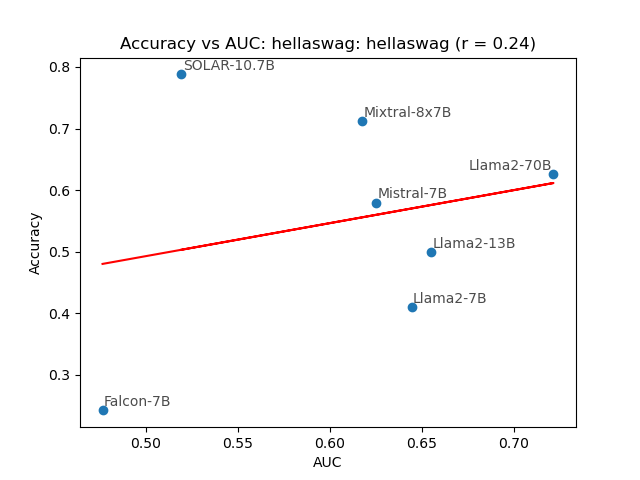 Accuracy vs AUC: hellaswag: hellaswag (r = 0.24)
0.8
0.7
0.6
0.5
0.4
0.3
Accuracy
SOLAR-10.7B
Mixtral-8x7B
Llama2-70B
Mistral-7B
Llama2-13B
Llama2-7B
Falcon-7B
0.50 0.55 0.60 0.65 0.70
AUC